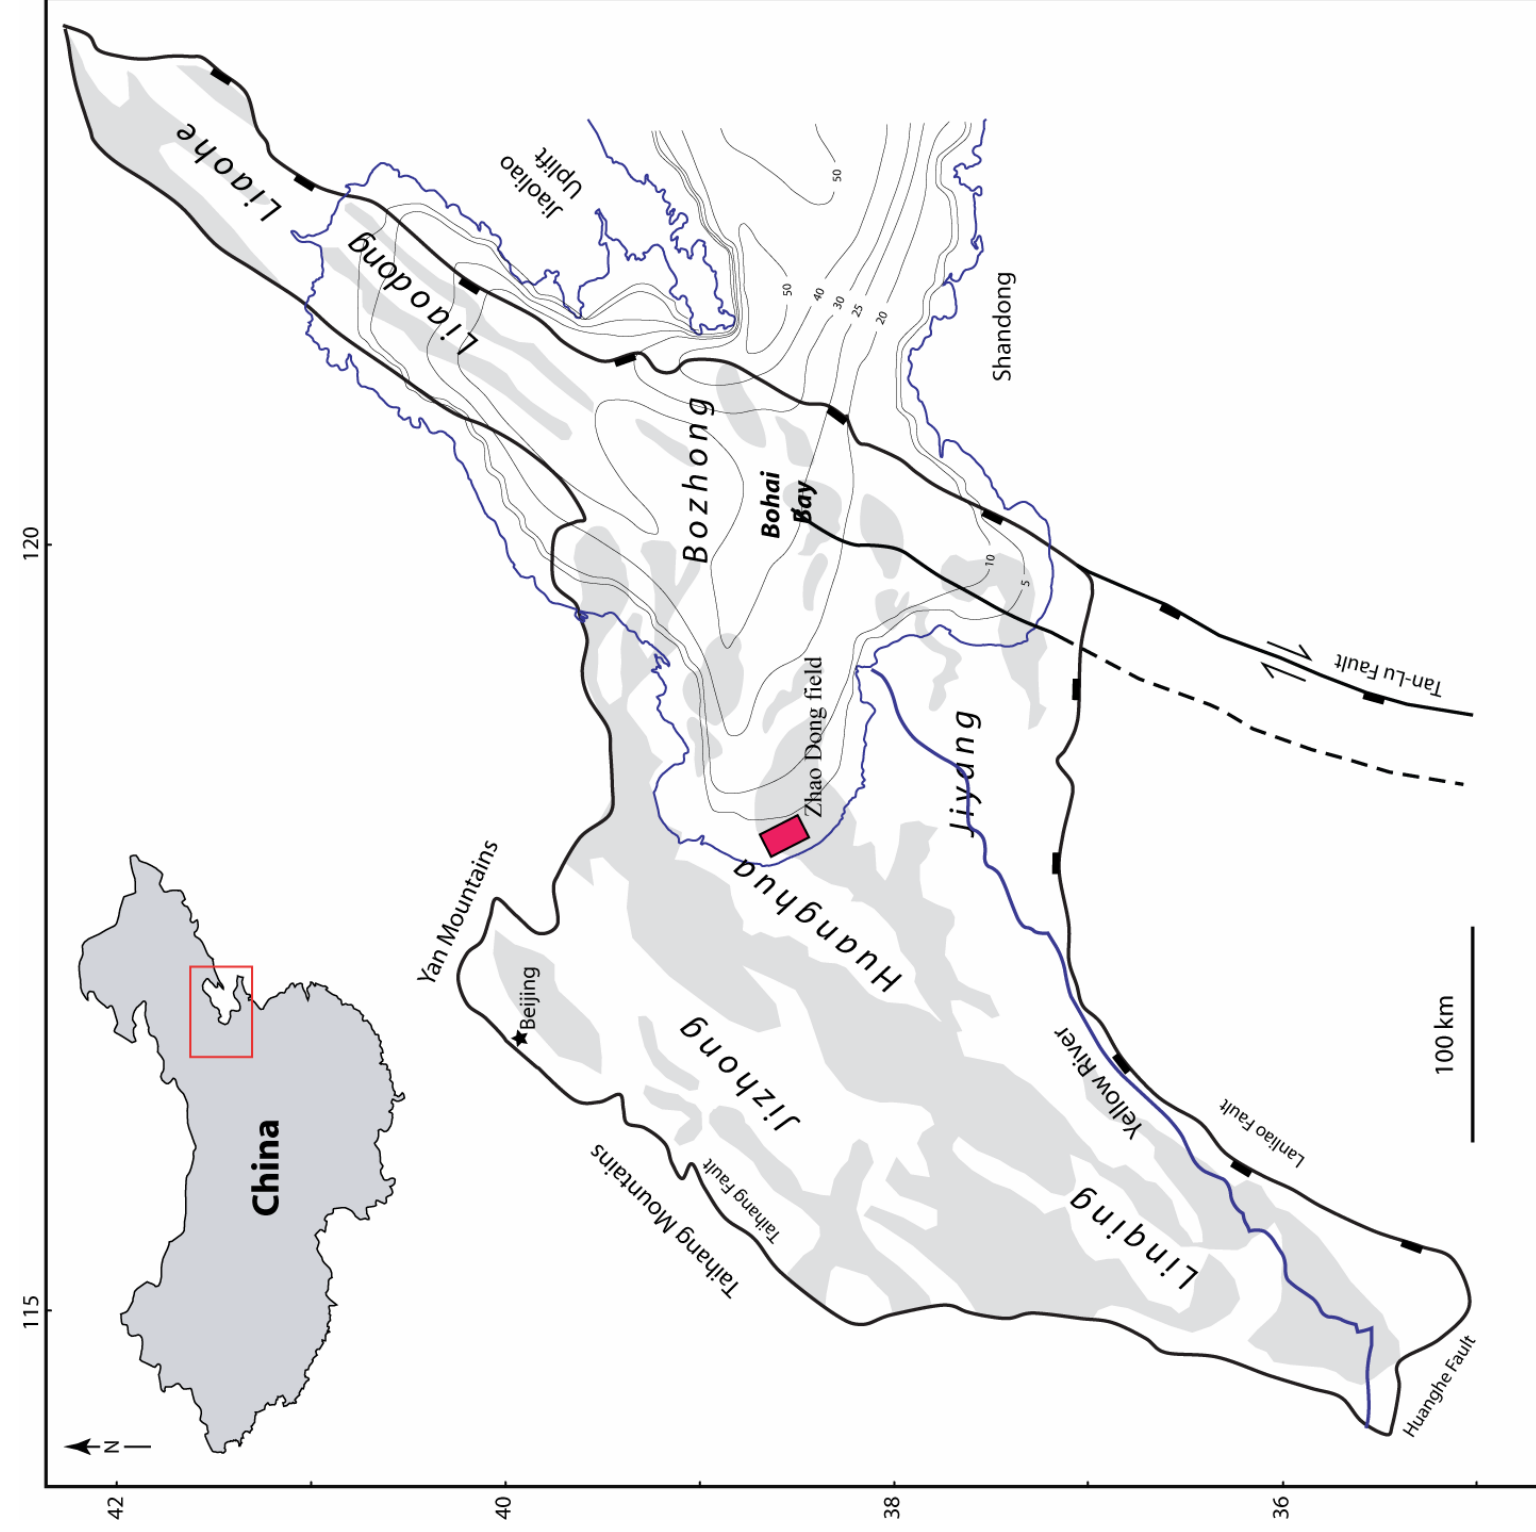 N
China
Liaohe
Liaodong
Jiaoliao
Uplift
Bozhong
Bohai
Bay
Shandong
Yan Mountains
Beijing
Zhao Dong field
Huanghua
Jiyang
Jizhong
Taihang Mountains
Taihang Fault
Linqing
Yellow River
Lanliao Fault
Huanghe Fault
Tan-Lu Fault
100 km
50
50
40
30
25
20
10
5
115
120
42
40
38
36